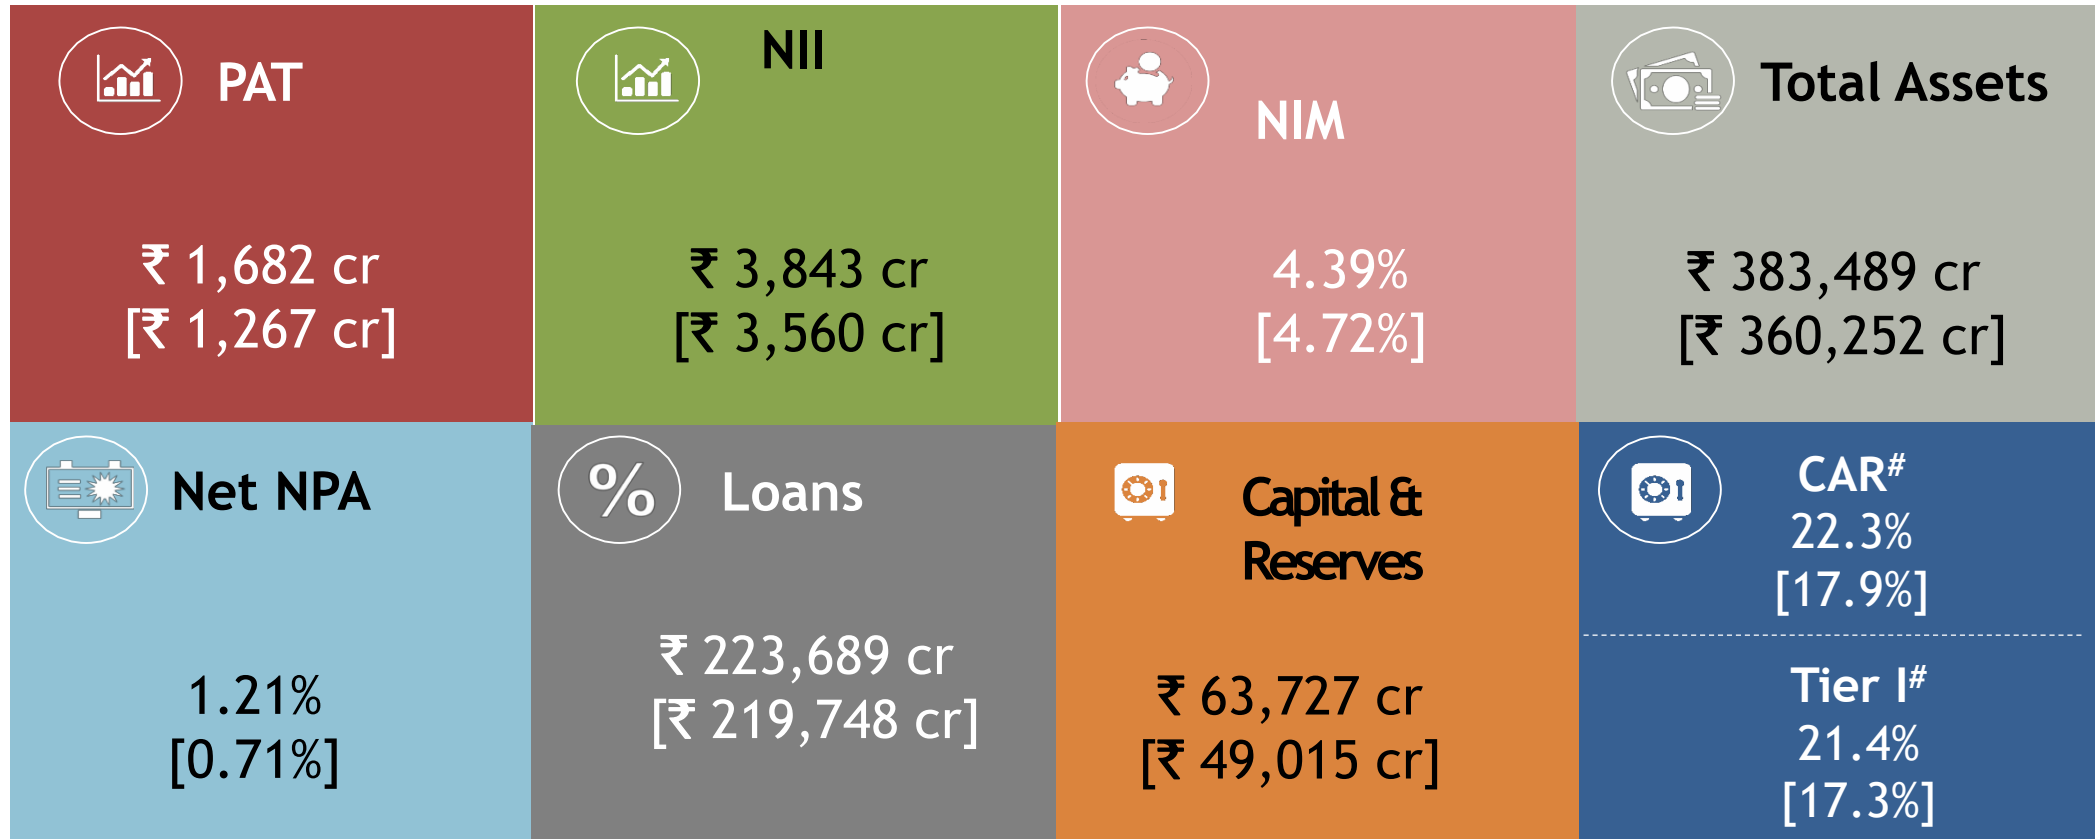 PAT
₹ 1,682 cr
[₹ 1,267 cr]
NII
₹ 3,843 cr
[₹ 3,560 cr]
NIM
4.39%
[4.72%]
Total Assets
₹ 383,489 cr
[₹ 360,252 cr]
Net NPA
1.21%
[0.71%]
%
Loans
₹ 223,689 cr
[₹ 219,748 cr]
Capital &
Reserves
₹ 63,727 cr
[₹ 49,015 cr]
CAR#
22.3%
[17.9%]
Tier I#
21.4%
[17.3%]